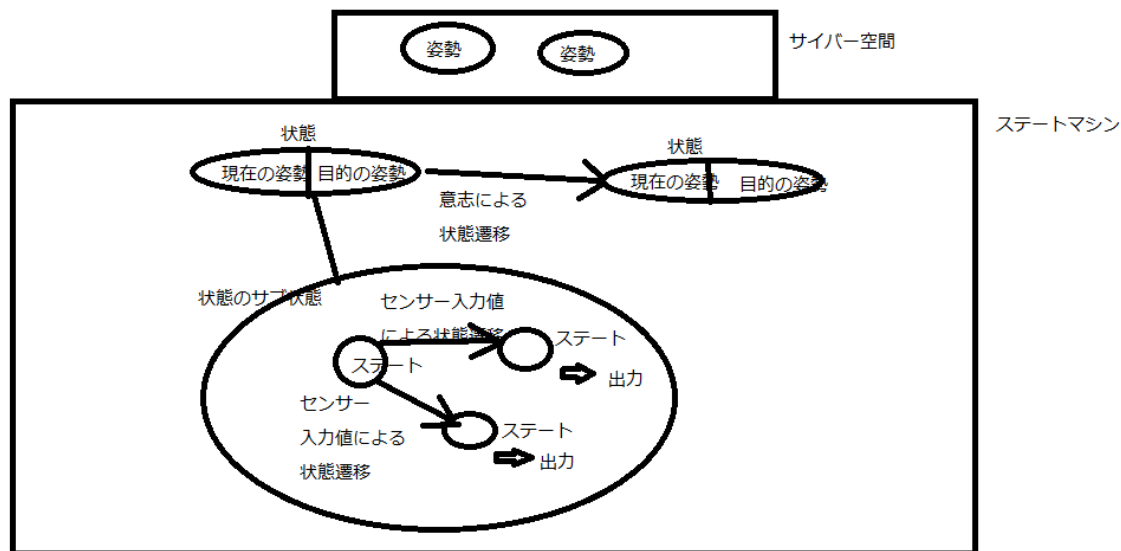 姿勢
姿勢
サイバー空間
ステートマシン
状態
現在の姿勢
目的の姿勢
状態
現在の姿勢
目的の姿勢
意志による
状態遷移
状態のサブ状態
センサー入力値
による状態遷移
ステート
ステート
出力
センサー
入力値による
状態遷移
ステート
出力